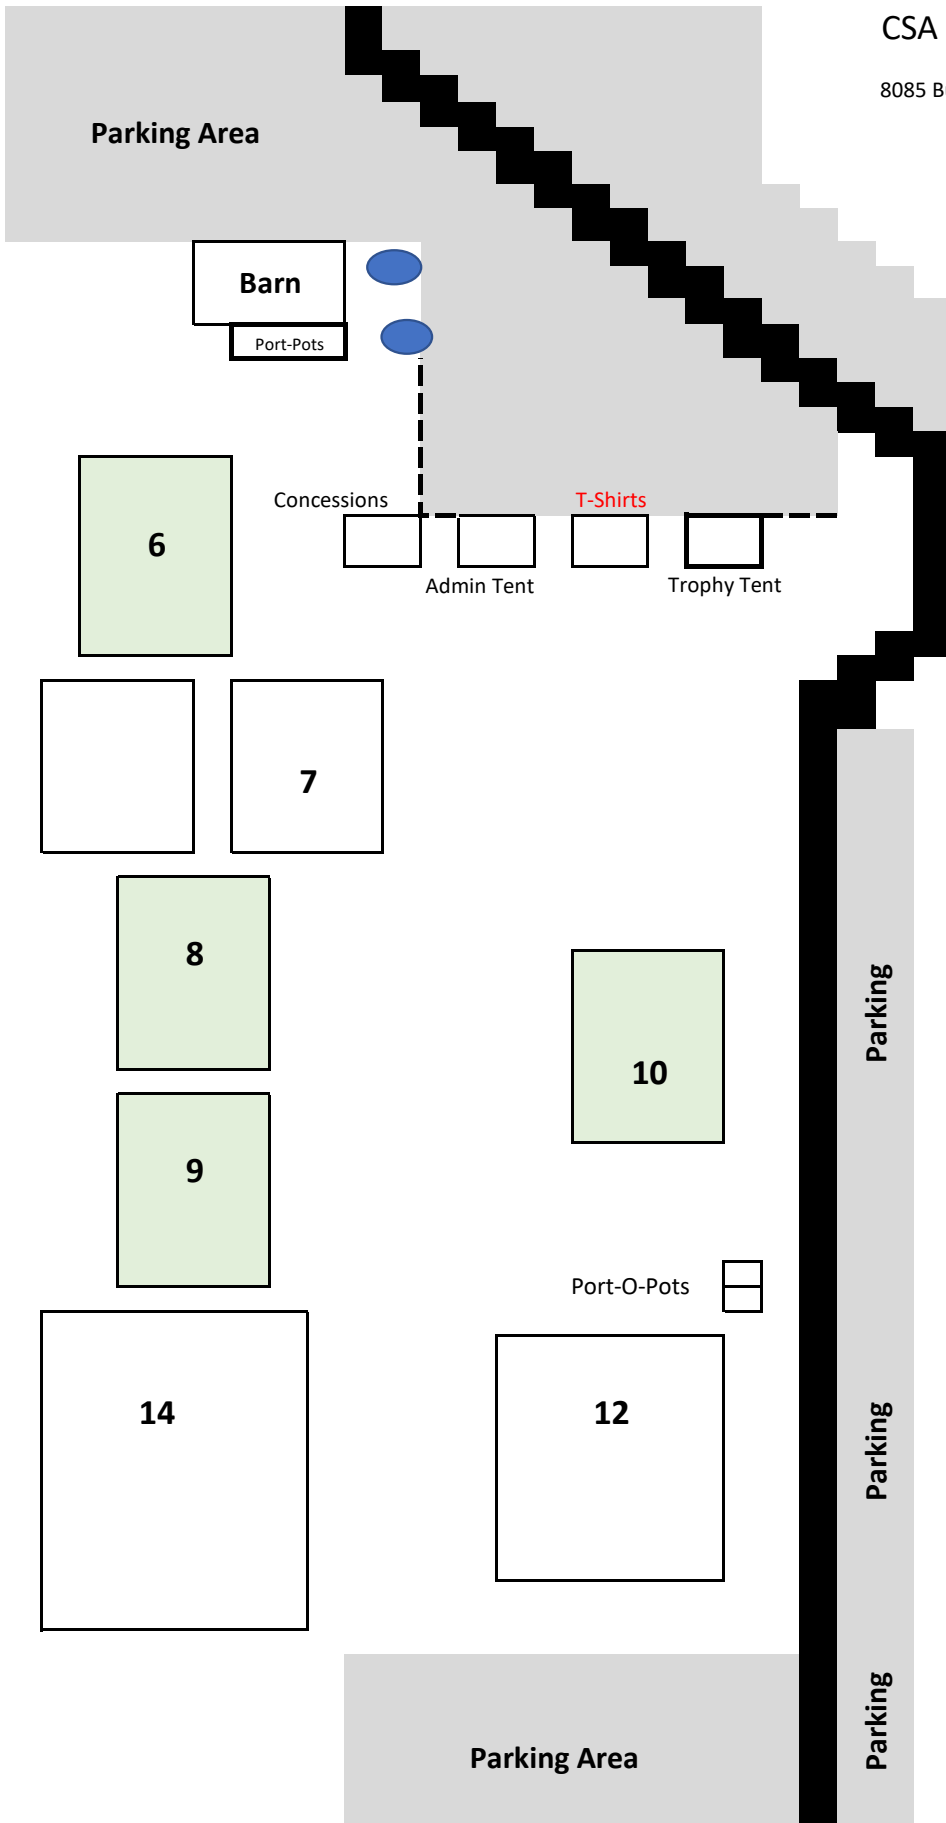 CSA
8085 B
Parking Area
Barn
Port-Pots
Concessions
T-Shirts
6
Admin Tent
Trophy Tent
7
8
Parking
10
9
Port-O-Pots
14
12
Parking
Parking Area
Parking